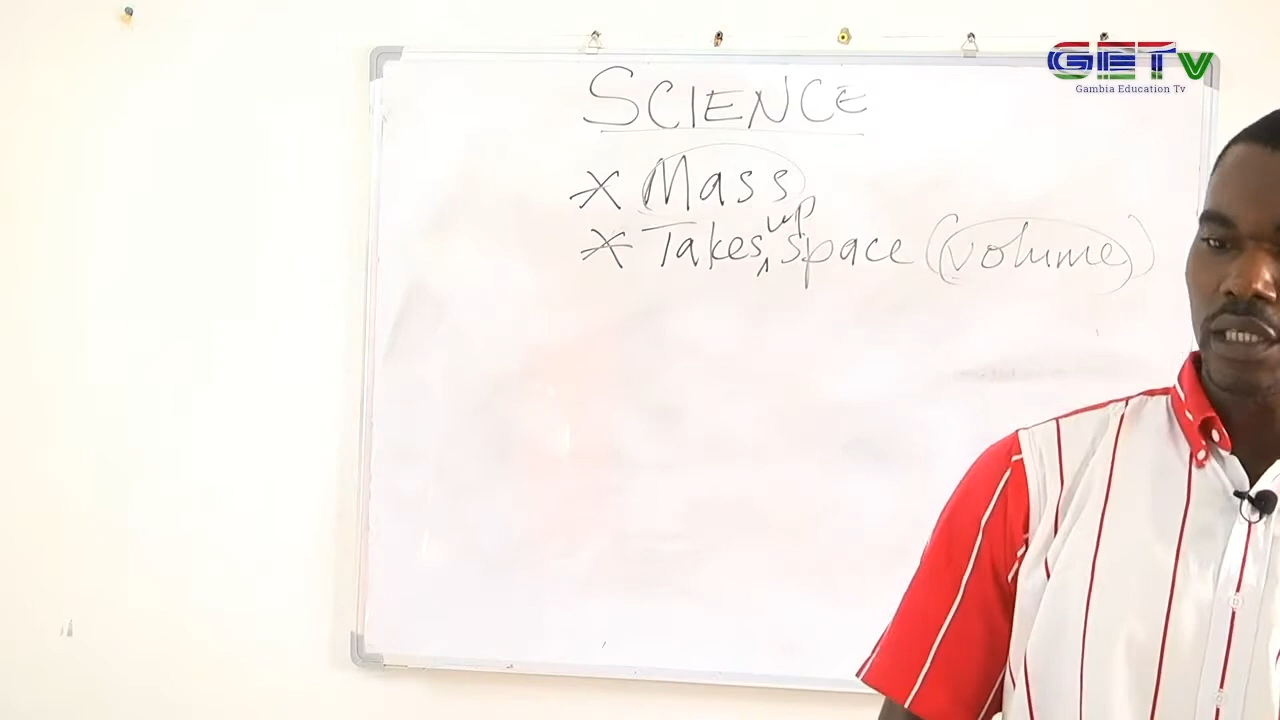 GETv
Gambia Education Tv
SCIENCE
* Mass
* Takes up space (volume)